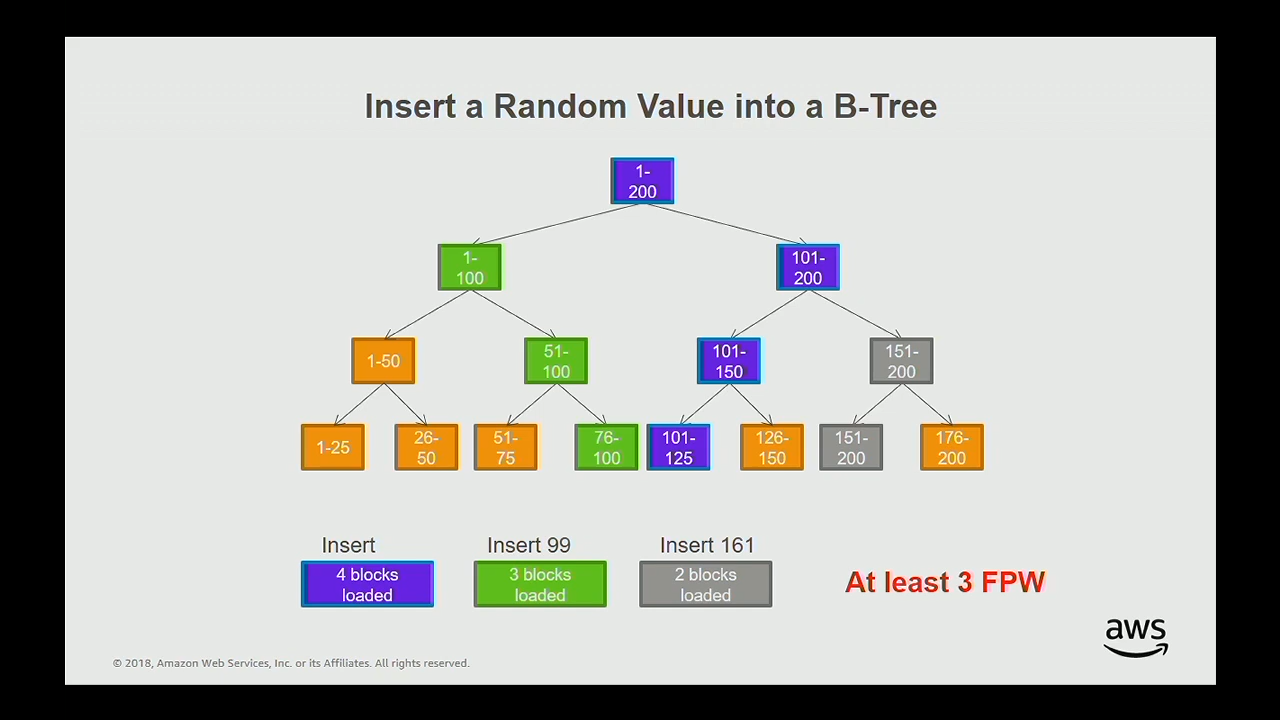 Insert a Random Value into a B-Tree
1-
200
1-
100
101-
200
1-50
51-
100
101-
150
151-
200
1-25
26-
50
51-
75
76-
100
101-
125
126-
150
151-
200
176-
200
Insert
Insert 99
Insert 161
4 blocks
loaded
3 blocks
loaded
2 blocks
loaded
At least 3 FPW
aws
© 2018, Amazon Web Services, Inc. or its Affiliates. All rights reserved.